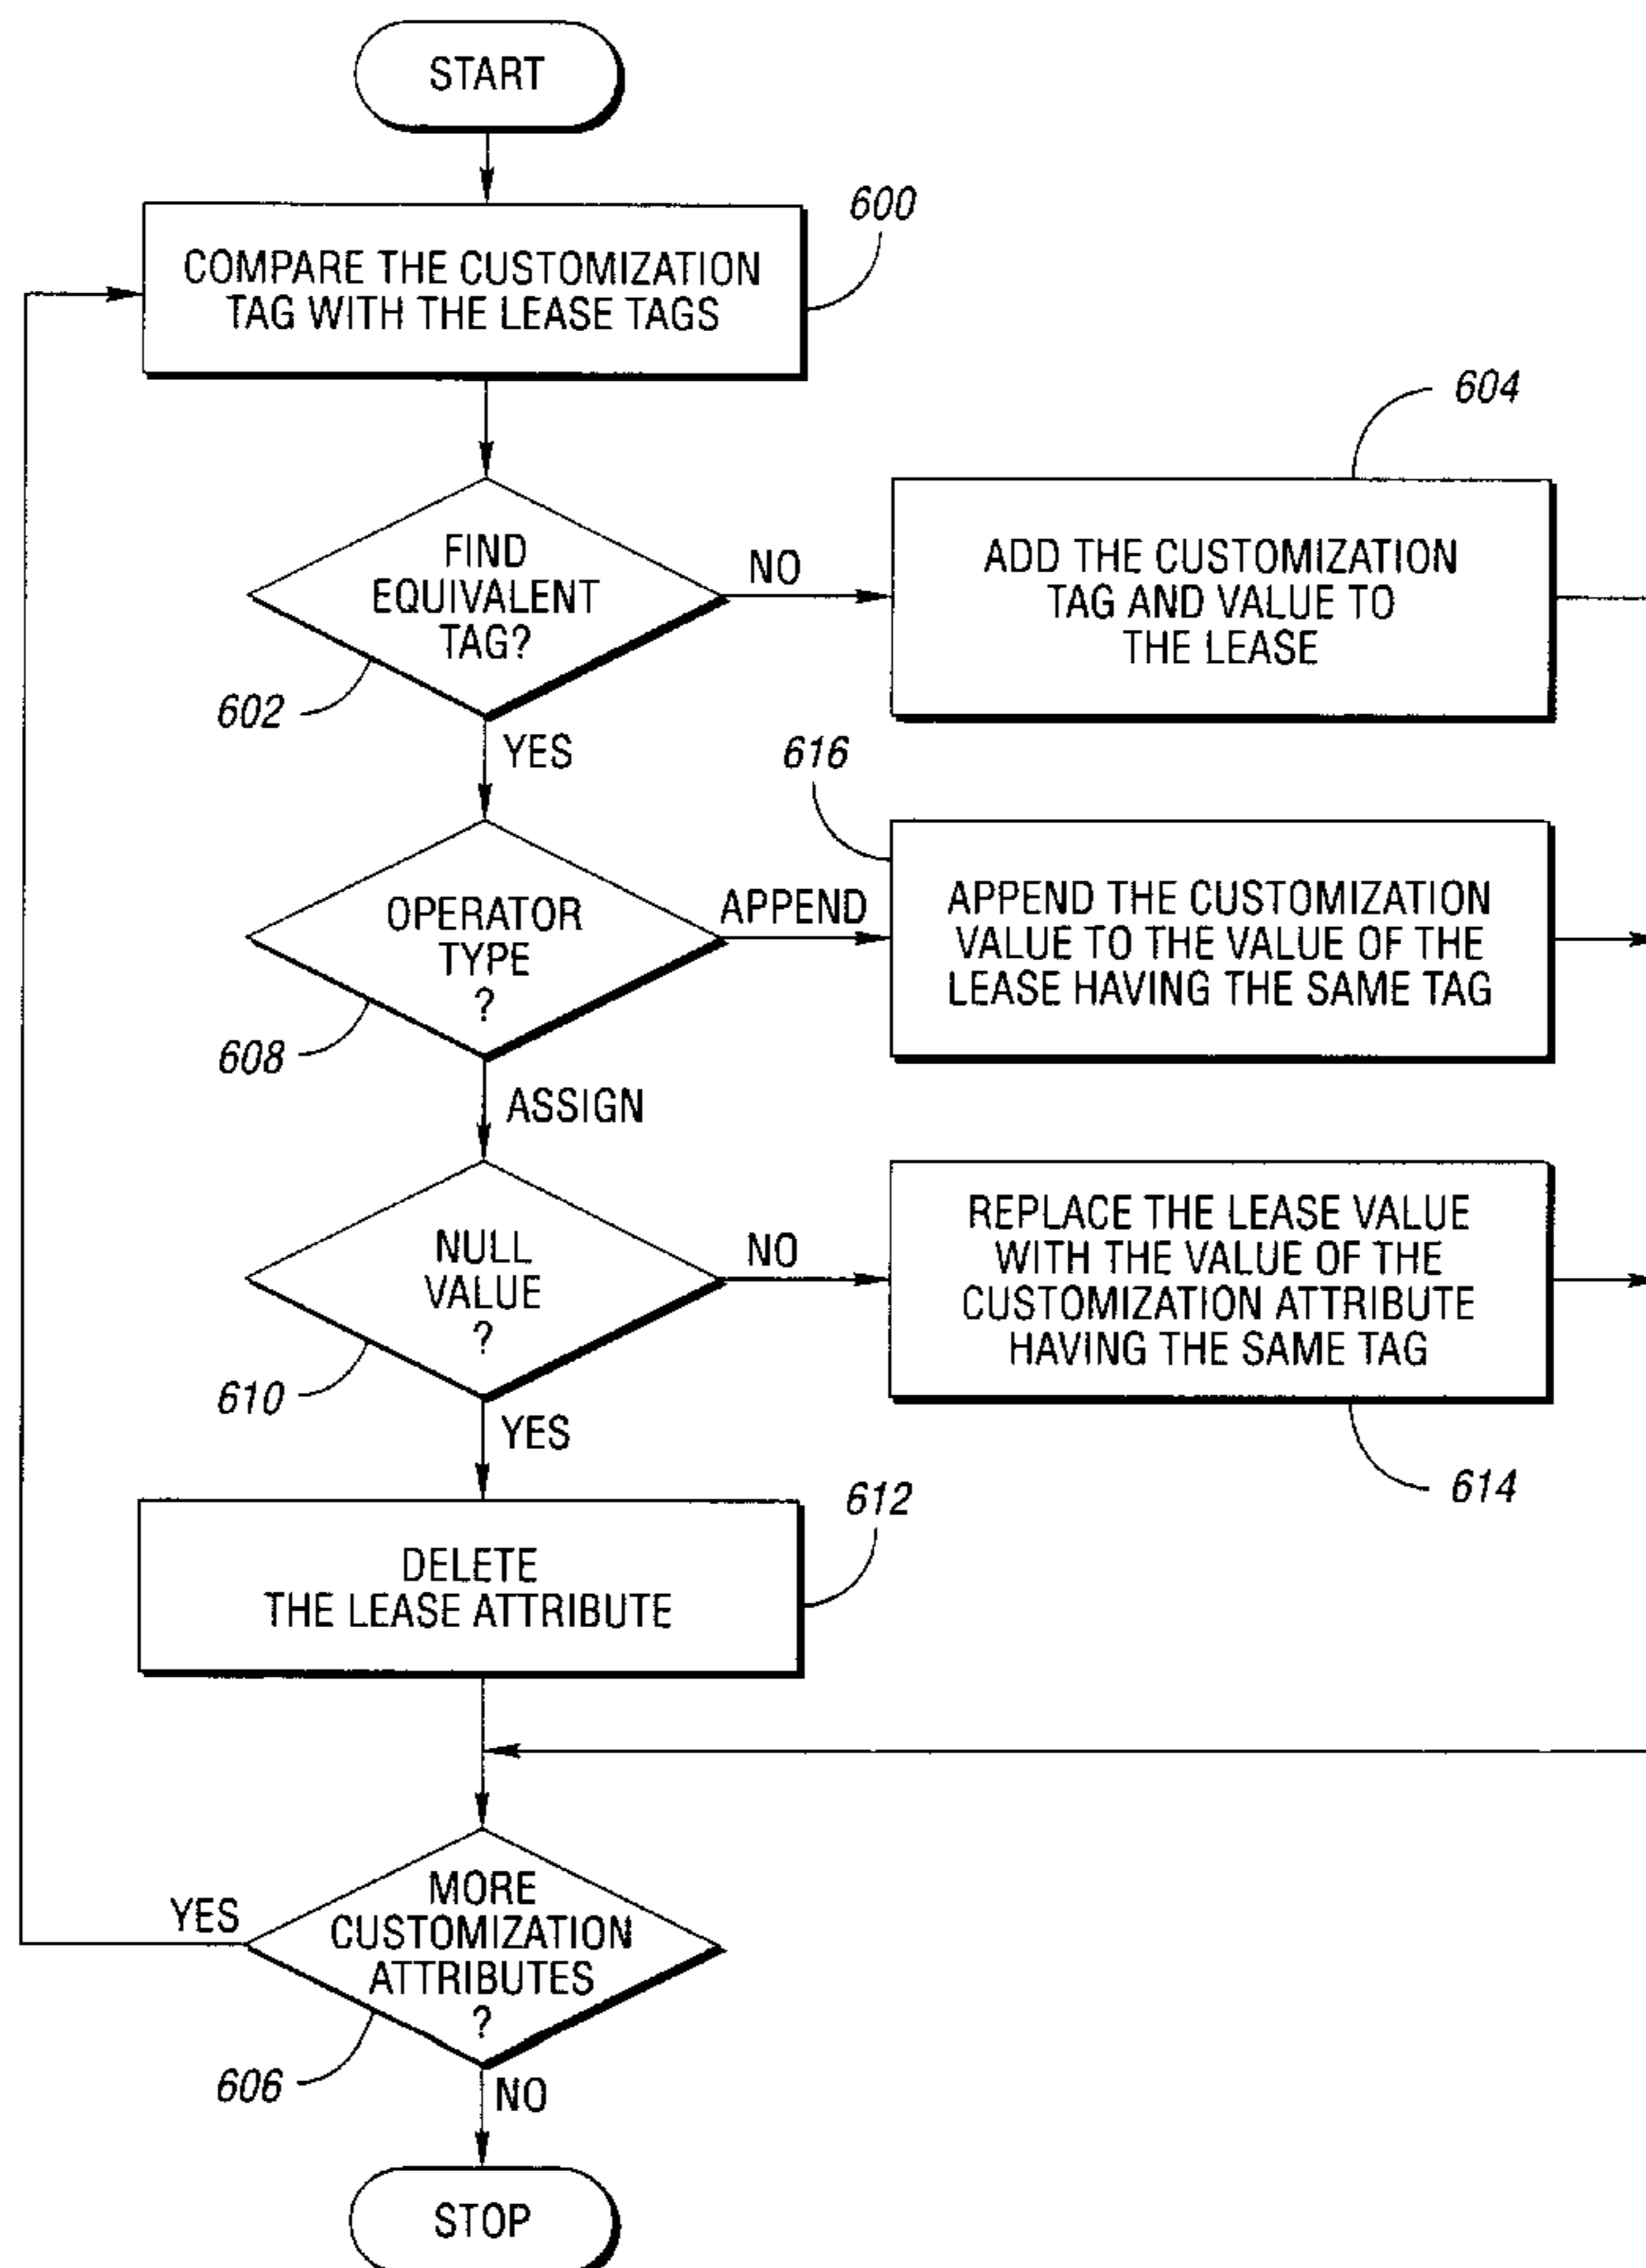 START
600
COMPARE THE CUSTOMIZATION
TAG WITH THE LEASE TAGS
604
FIND
EQUIVALENT
TAG?
NO
ADD THE CUSTOMIZATION
TAG AND VALUE TO
THE LEASE
602
YES
616
OPERATOR
TYPE
?
APPEND
APPEND THE CUSTOMIZATION
VALUE TO THE VALUE OF THE
LEASE HAVING THE SAME TAG
608
ASSIGN
NULL
VALUE
?
NO
REPLACE THE LEASE VALUE
WITH THE VALUE OF THE
CUSTOMIZATION ATTRIBUTE
HAVING THE SAME TAG
610
YES
614
612
DELETE
THE LEASE ATTRIBUTE
YES
MORE
CUSTOMIZATION
ATTRIBUTES
?
606
NO
STOP